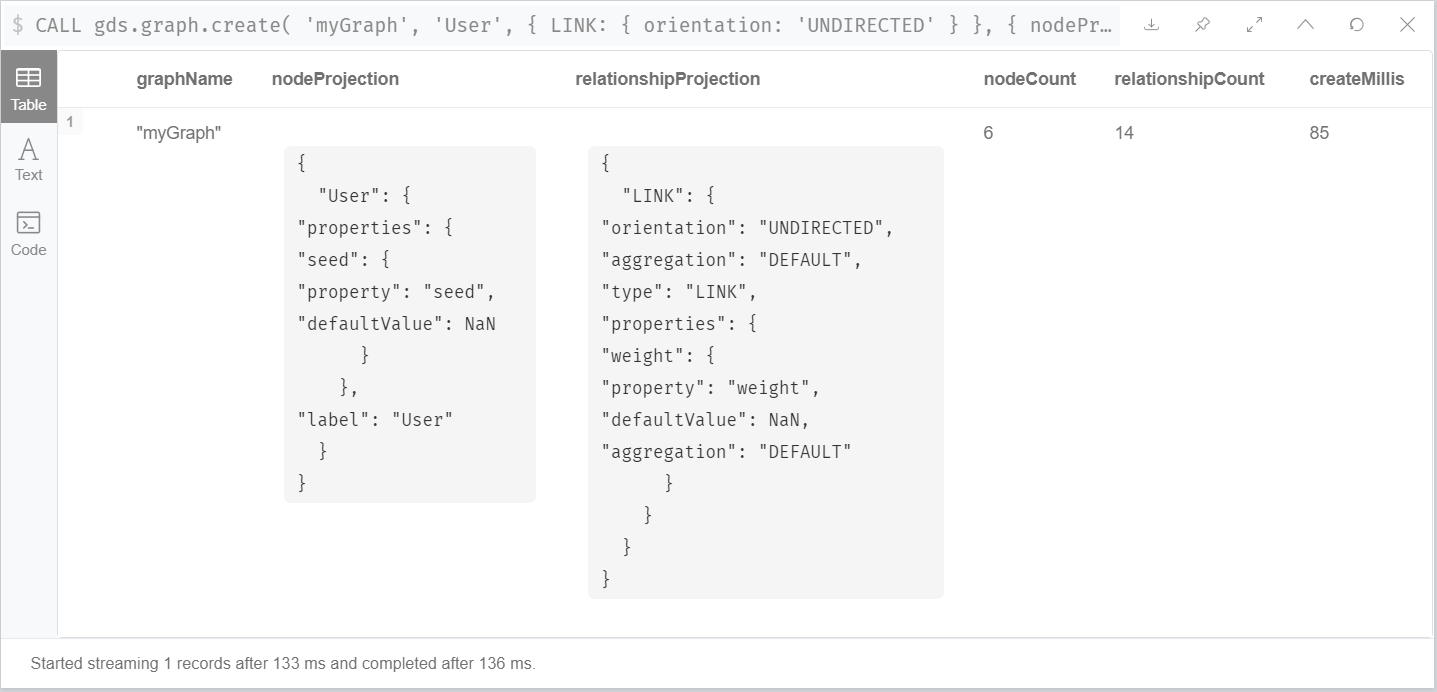 $ CALL gds.graph.create( 'myGraph', 'User', { LINK: { orientation: 'UNDIRECTED' } }, { nodePr…
Table
Text
Code
graphName nodeProjection relationshipProjection nodeCount relationshipCount createMillis
1 "myGraph" 6 14 85
{
  "User": {
"properties": {
"seed": {
"property": "seed",
"defaultValue": NaN
      }
    },
"label": "User"
  }
}
{
  "LINK": {
"orientation": "UNDIRECTED",
"aggregation": "DEFAULT",
"type": "LINK",
"properties": {
"weight": {
"property": "weight",
"defaultValue": NaN,
"aggregation": "DEFAULT"
      }
    }
  }
}
Started streaming 1 records after 133 ms and completed after 136 ms.